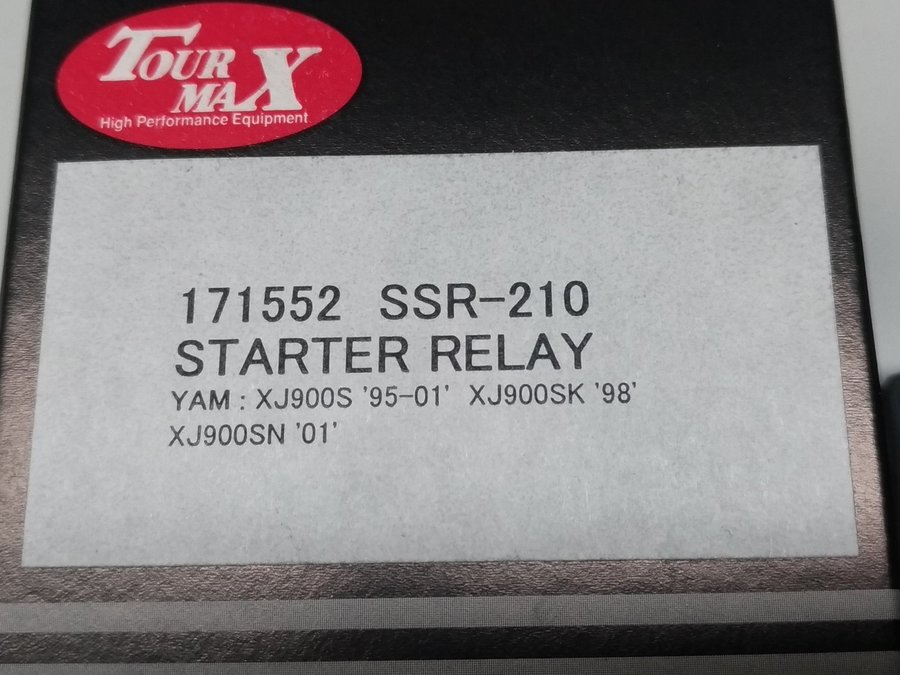 TOUR
MAX
High Performance Equipment
171552 SSR-210
STARTER RELAY
YAM : XJ900S '95-01' XJ900SK '98'
XJ900SN '01'